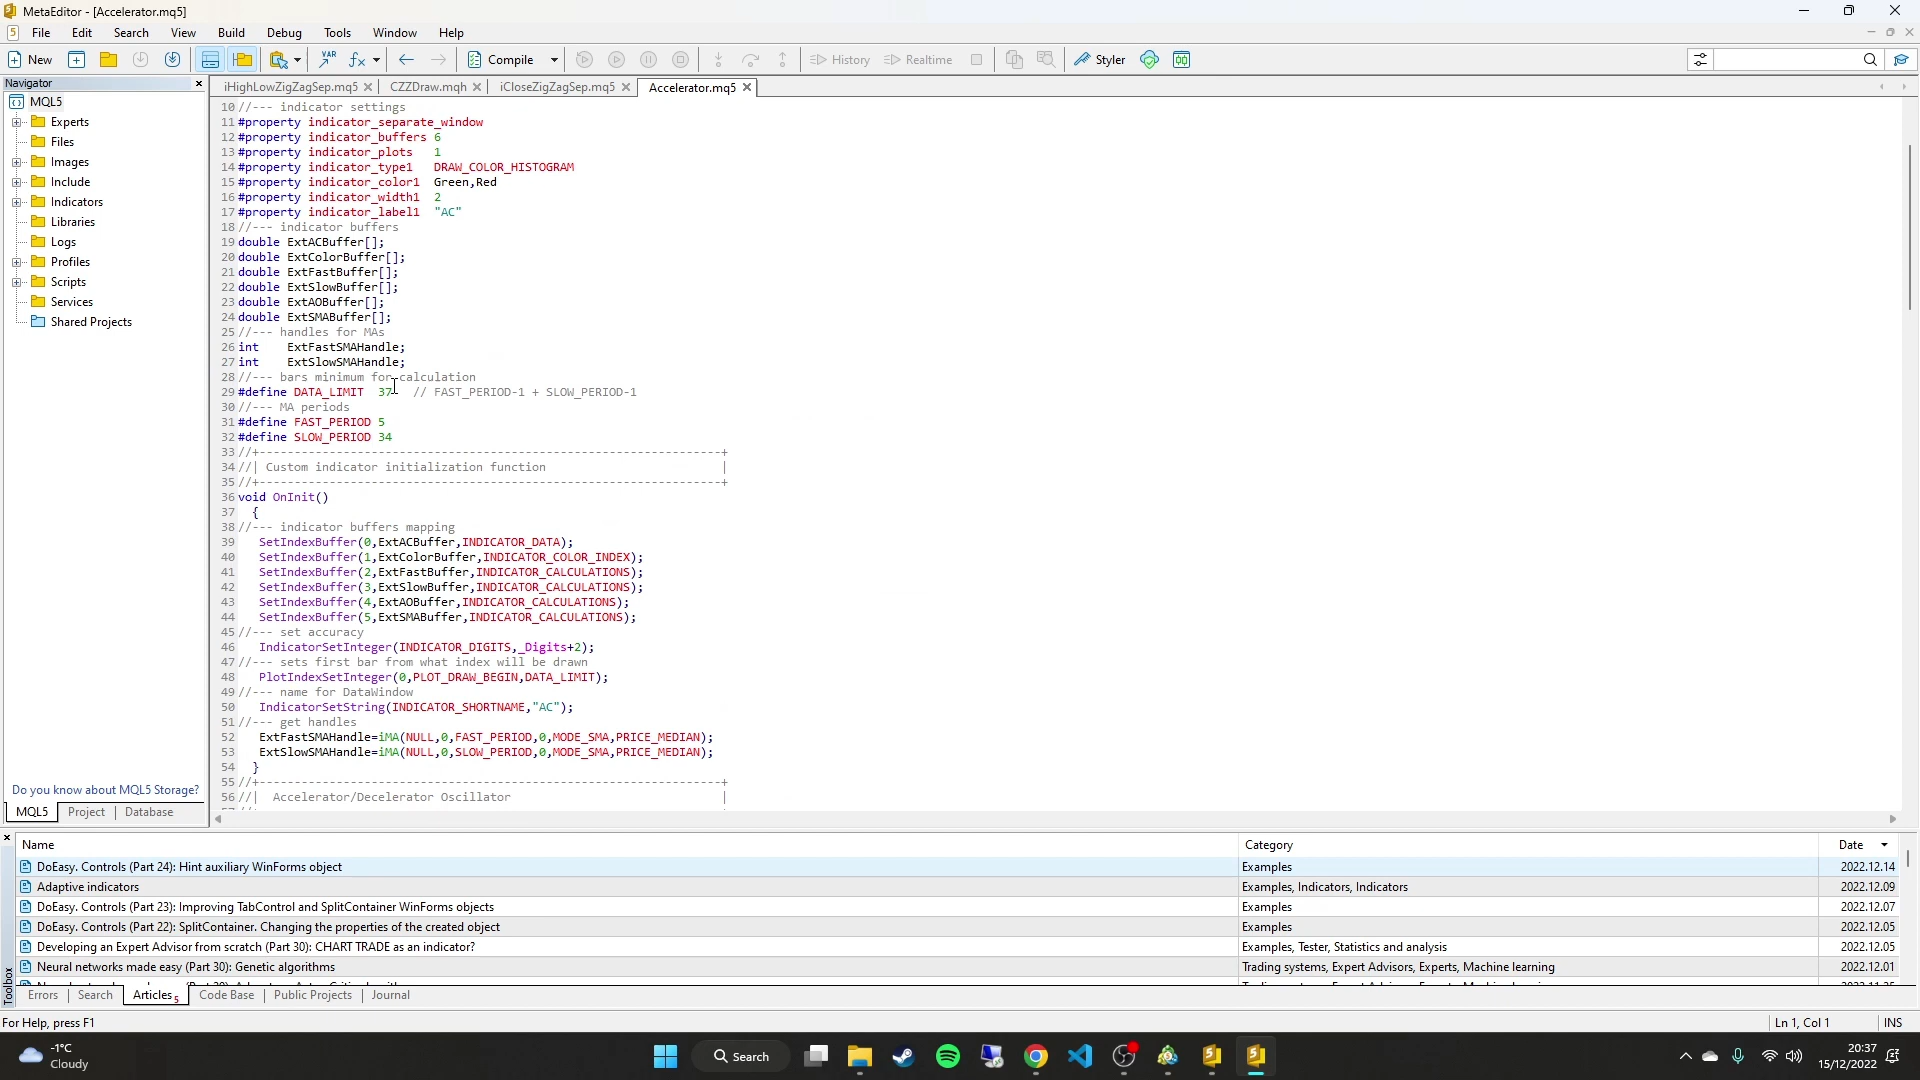 MetaEditor - [Accelerator.mq5]
File Edit Search View Build Debug Tools Window Help
New VAR Compile History Realtime Styler
Navigator
iHighLowZigZagSep.mq5 CZZDraw.mqh iCloseZigZagSep.mq5 Accelerator.mq5
MQL5
Experts
Files
Images
Include
Indicators
Libraries
Logs
Profiles
Scripts
Services
Shared Projects
Do you know about MQL5 Storage?
MQL5 Project Database
10 //--- indicator settings
11 #property indicator_separate_window
12 #property indicator_buffers 6
13 #property indicator_plots 1
14 #property indicator_type1 DRAW_COLOR_HISTOGRAM
15 #property indicator_color1 Green,Red
16 #property indicator_width1 2
17 #property indicator_label1 "AC"
18 //--- indicator buffers
19 double ExtACBuffer[];
20 double ExtColorBuffer[];
21 double ExtFastBuffer[];
22 double ExtSlowBuffer[];
23 double ExtAOBuffer[];
24 double ExtSMABuffer[];
25 //--- handles for MAs
26 int ExtFastSMAHandle;
27 int ExtSlowSMAHandle;
28 //--- bars minimum for calculation
29 #define DATA_LIMIT 37 // FAST_PERIOD-1 + SLOW_PERIOD-1
30 //--- MA periods
31 #define FAST_PERIOD 5
32 #define SLOW_PERIOD 34
33 //+------------------------------------------------------------------+
34 //| Custom indicator initialization function |
35 //+------------------------------------------------------------------+
36 void OnInit()
37 {
38 //--- indicator buffers mapping
39 SetIndexBuffer(0,ExtACBuffer,INDICATOR_DATA);
40 SetIndexBuffer(1,ExtColorBuffer,INDICATOR_COLOR_INDEX);
41 SetIndexBuffer(2,ExtFastBuffer,INDICATOR_CALCULATIONS);
42 SetIndexBuffer(3,ExtSlowBuffer,INDICATOR_CALCULATIONS);
43 SetIndexBuffer(4,ExtAOBuffer,INDICATOR_CALCULATIONS);
44 SetIndexBuffer(5,ExtSMABuffer,INDICATOR_CALCULATIONS);
45 //--- set accuracy
46 IndicatorSetInteger(INDICATOR_DIGITS,_Digits+2);
47 //--- sets first bar from what index will be drawn
48 PlotIndexSetInteger(0,PLOT_DRAW_BEGIN,DATA_LIMIT);
49 //--- name for DataWindow
50 IndicatorSetString(INDICATOR_SHORTNAME,"AC");
51 //--- get handles
52 ExtFastSMAHandle=iMA(NULL,0,FAST_PERIOD,0,MODE_SMA,PRICE_MEDIAN);
53 ExtSlowSMAHandle=iMA(NULL,0,SLOW_PERIOD,0,MODE_SMA,PRICE_MEDIAN);
54 }
55 //+------------------------------------------------------------------+
56 //| Accelerator/Decelerator Oscillator |
Name Category Date
DoEasy. Controls (Part 24): Hint auxiliary WinForms object Examples 2022.12.14
Adaptive indicators Examples, Indicators, Indicators 2022.12.09
DoEasy. Controls (Part 23): Improving TabControl and SplitContainer WinForms objects Examples 2022.12.07
DoEasy. Controls (Part 22): SplitContainer. Changing the properties of the created object Examples 2022.12.05
Developing an Expert Advisor from scratch (Part 30): CHART TRADE as an indicator? Examples, Tester, Statistics and analysis 2022.12.05
Neural networks made easy (Part 30): Genetic algorithms Trading systems, Expert Advisors, Experts, Machine learning 2022.12.01
Toolbox
Errors Search Articles 5 Code Base Public Projects Journal
For Help, press F1 Ln 1, Col 1 INS
-1°C
Cloudy
Search
20:37
15/12/2022